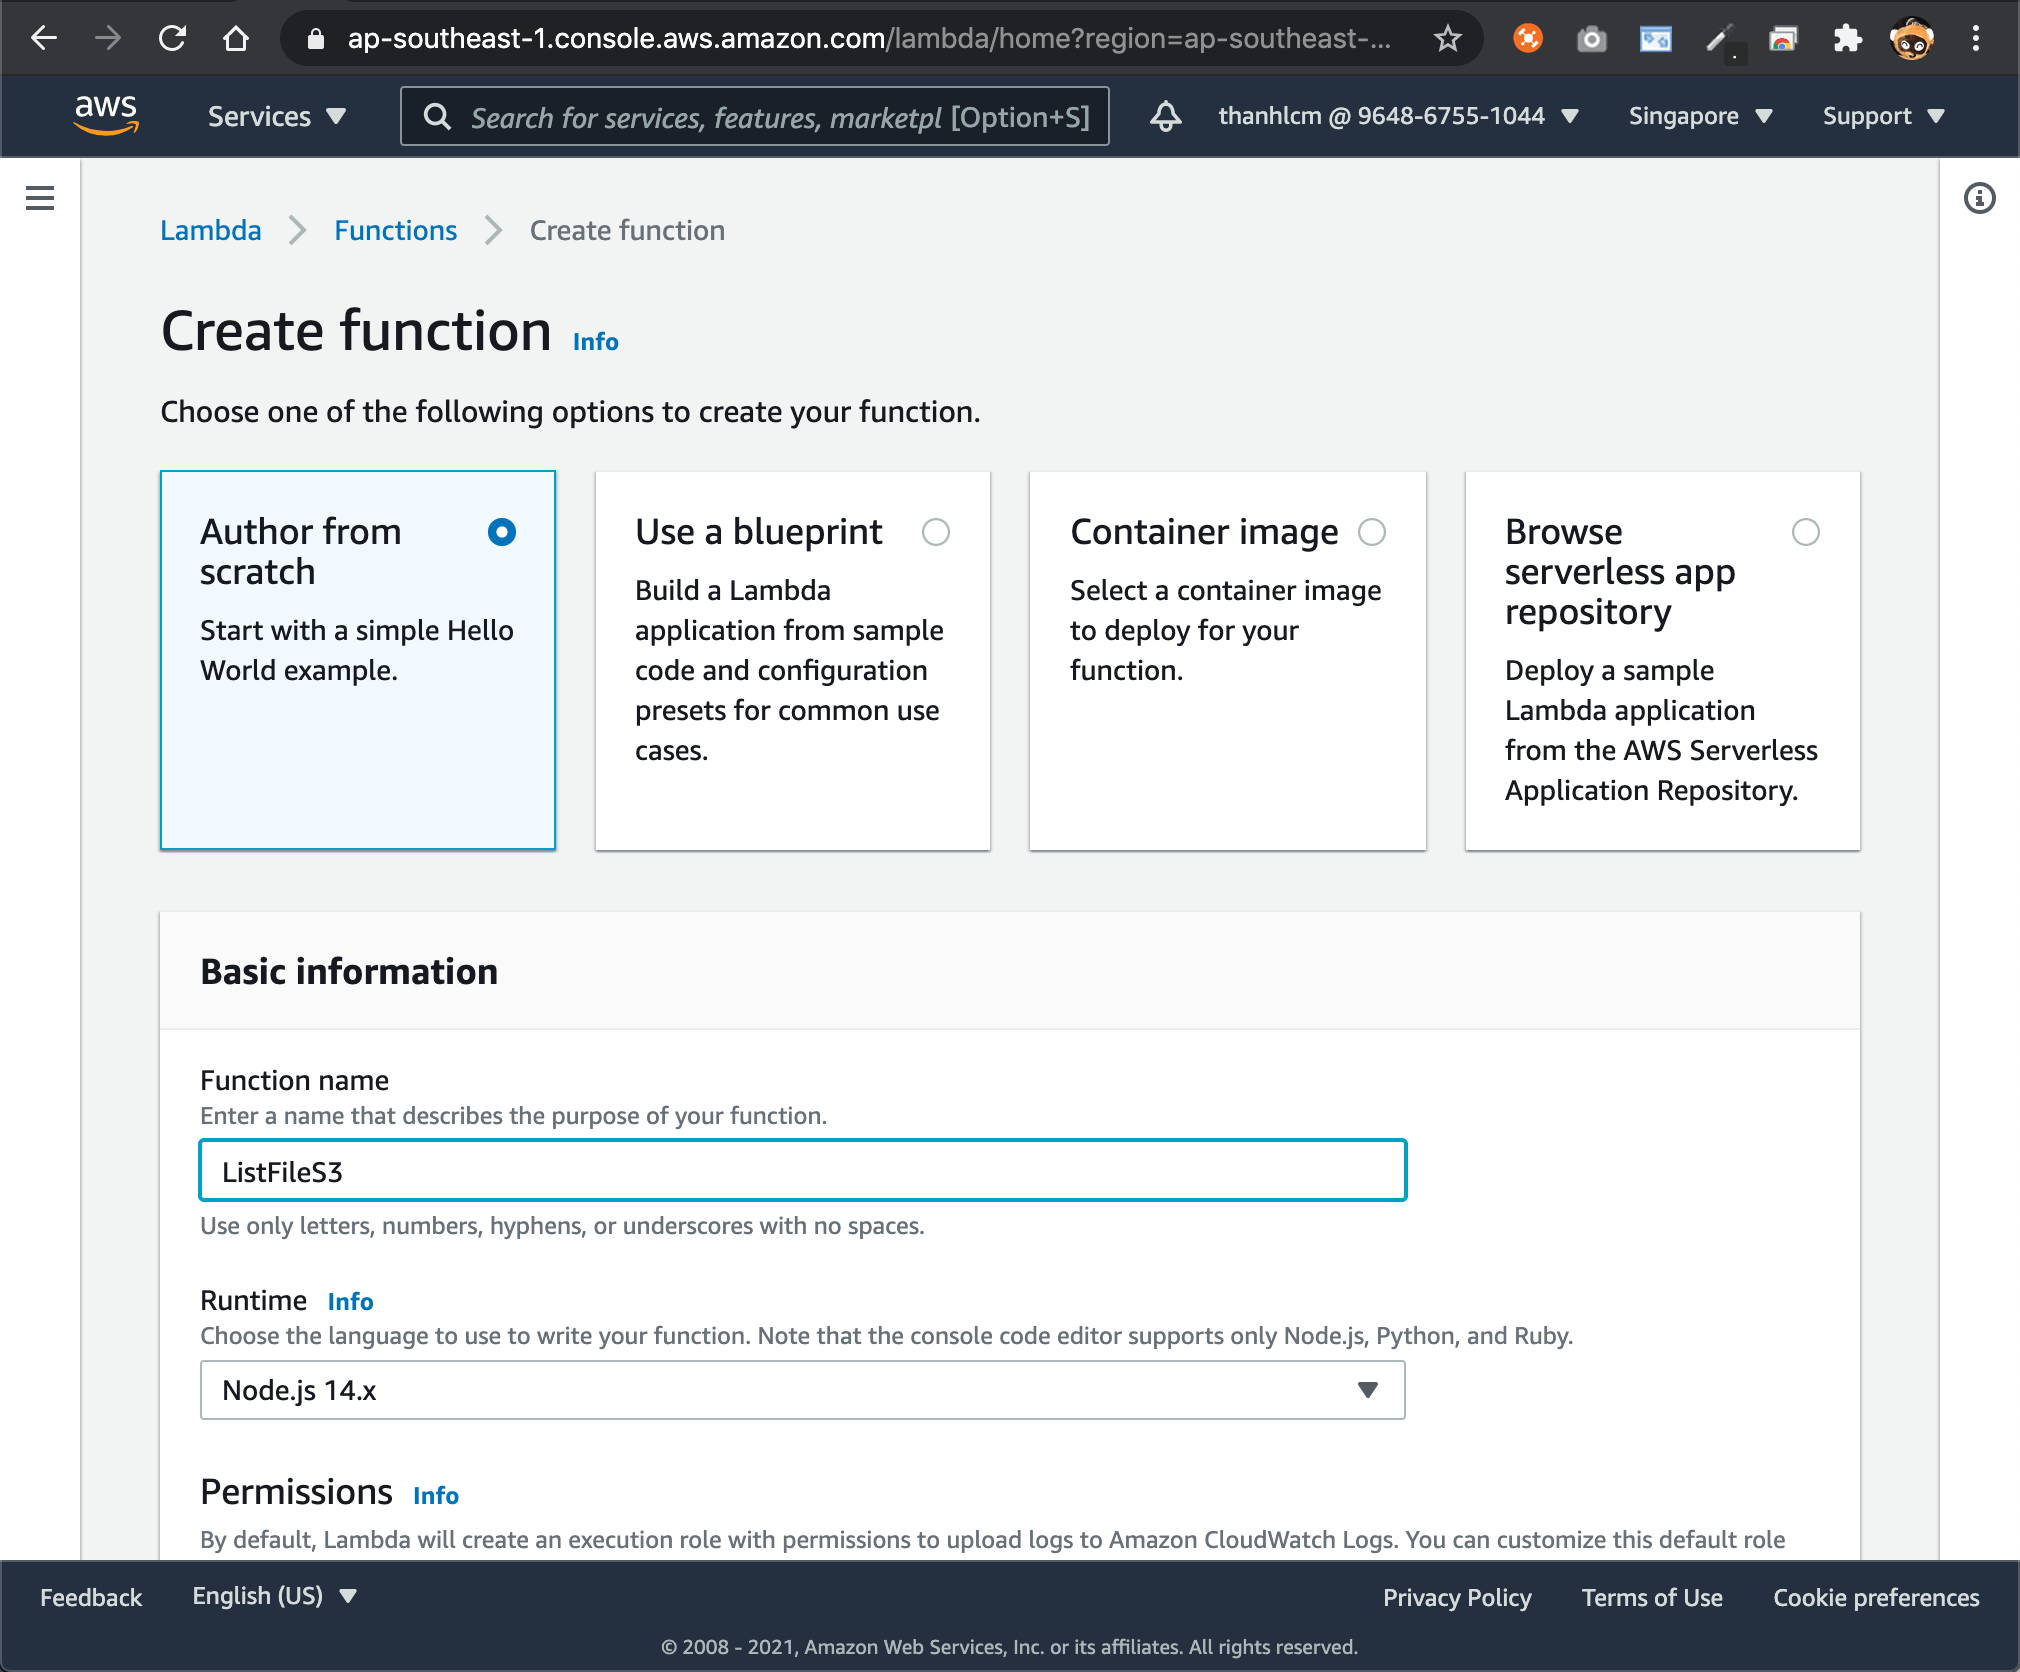 ap-southeast-1.console.aws.amazon.com/lambda/home?region=ap-southeast-...
aws
Services
Search for services, features, marketpl [Option+S]
thanhlcm @ 9648-6755-1044
Singapore
Support
Lambda
Functions
Create function
Create function Info
Choose one of the following options to create your function.
Author from
scratch
Start with a simple Hello
World example.
Use a blueprint
Build a Lambda
application from sample
code and configuration
presets for common use
cases.
Container image
Select a container image
to deploy for your
function.
Browse
serverless app
repository
Deploy a sample
Lambda application
from the AWS Serverless
Application Repository.
Basic information
Function name
Enter a name that describes the purpose of your function.
ListFileS3
Use only letters, numbers, hyphens, or underscores with no spaces.
Runtime Info
Choose the language to use to write your function. Note that the console code editor supports only Node.js, Python, and Ruby.
Node.js 14.x
Permissions Info
By default, Lambda will create an execution role with permissions to upload logs to Amazon CloudWatch Logs. You can customize this default role
Feedback
English (US)
Privacy Policy
Terms of Use
Cookie preferences
© 2008 - 2021, Amazon Web Services, Inc. or its affiliates. All rights reserved.